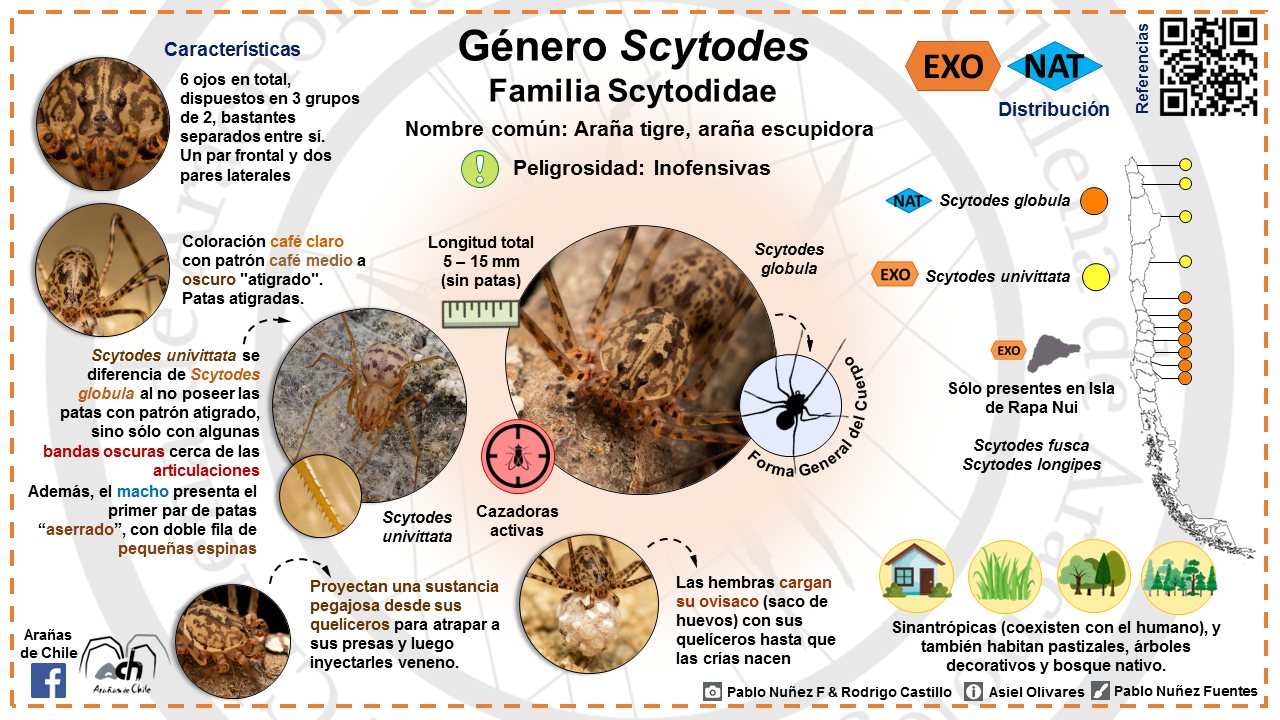 Género Scytodes
Familia Scytodidae
Nombre común: Araña tigre, araña escupidora
Peligrosidad: Inofensivas
Características
6 ojos en total,
dispuestos en 3 grupos
de 2, bastantes
separados entre sí.
Un par frontal y dos
pares laterales
Coloración café claro
con patrón café medio a
oscuro "atigrado".
Patas atigradas.
Scytodes univittata se
diferencia de Scytodes
globula al no poseer las
patas con patrón atigrado,
sino sólo con algunas
bandas oscuras cerca de las
articulaciones
Además, el macho presenta el
primer par de patas
“aserrado”, con doble fila de
pequeñas espinas
Scytodes
univittata
Longitud total
5 – 15 mm
(sin patas)
Scytodes
globula
Forma General del Cuerpo
Cazadoras
activas
Proyectan una sustancia
pegajosa desde sus
quelíceros para atrapar a
sus presas y luego
inyectarles veneno.
Las hembras cargan
su ovisaco (saco de
huevos) con sus
quelíceros hasta que
las crías nacen
EXO
NAT
Distribución
Referencias
NAT
Scytodes globula
EXO
Scytodes univittata
EXO
Sólo presentes en Isla
de Rapa Nui
Scytodes fusca
Scytodes longipes
Sinantrópicas (coexisten con el humano), y
también habitan pastizales, árboles
decorativos y bosque nativo.
Arañas
de Chile
ach
Arañas de Chile
Pablo Nuñez F & Rodrigo Castillo
Asiel Olivares
Pablo Nuñez Fuentes